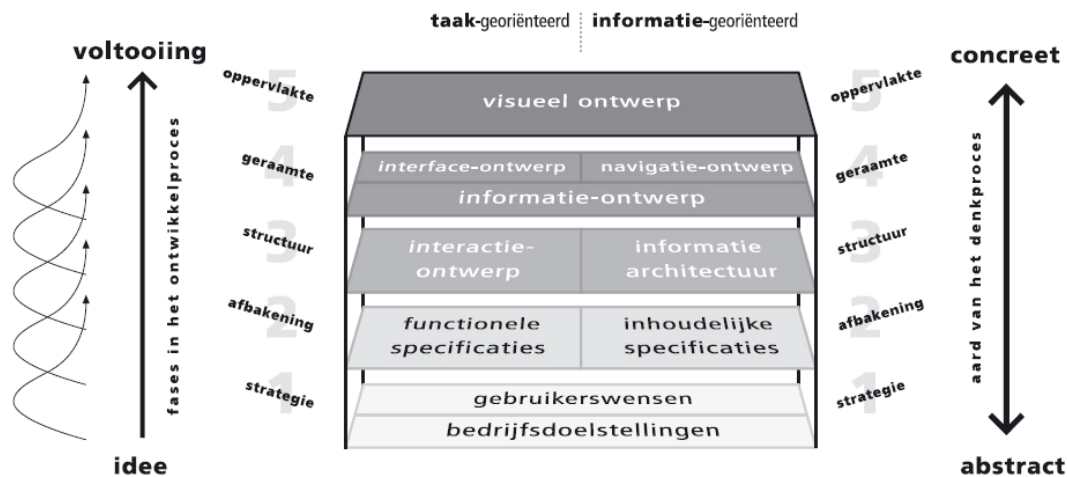 taak-georiënteerd informatie-georiënteerd
voltooiing
concreet
5 oppervlakte
visueel ontwerp
5 oppervlakte
4 geraamte
interface-ontwerp navigatie-ontwerp
informatie-ontwerp
4 geraamte
3 structuur
interactie-
ontwerp
informatie
architectuur
3 structuur
2 afbakening
functionele
specificaties
inhoudelijke
specificaties
2 afbakening
1 strategie
gebruikerswensen
bedrijfsdoelstellingen
1 strategie
fases in het ontwikkelproces
aard van het denkproces
idee
abstract